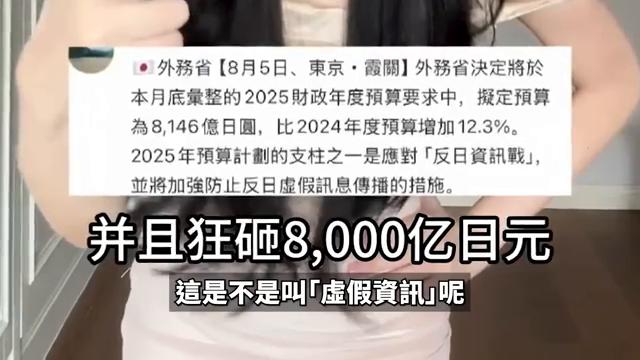 🇯🇵外務省【8月5日、東京・霞關】外務省決定將於
本月底彙整的2025財政年度預算要求中，擬定預算
為8,146億日圓，比2024年度預算增加12.3%。
2025年預算計劃的支柱之一是應對「反日資訊戰」，
並將加強防止反日虛假訊息傳播的措施。
并且狂砸8,000亿日元
這是不是叫「虛假資訊」呢